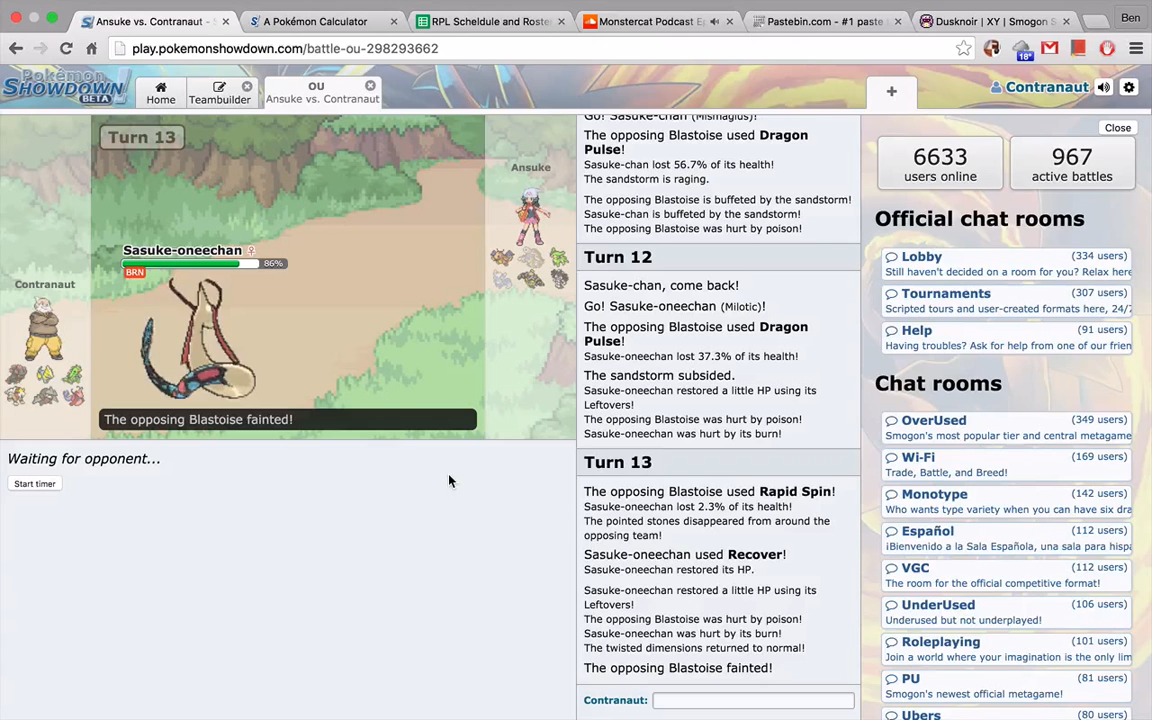 Ansuke vs. Contranaut - S
A Pokémon Calculator
RPL Scheldule and Roste
Monstercat Podcast Ep
Pastebin.com - #1 paste
Dusknoir | XY | Smogon S
Ben
play.pokemonshowdown.com/battle-ou-298293662
18°
Pokémon
SHOWDOWN!
BETA
Home
Teambuilder
OU
Ansuke vs. Contranaut
+
Contranaut
Turn 13
Sasuke-oneechan ♀
86%
BRN
Contranaut
Ansuke
The opposing Blastoise fainted!
Waiting for opponent...
Start timer
Go! Sasuke-chan (Mismagius)!
The opposing Blastoise used Dragon
Pulse!
Sasuke-chan lost 56.7% of its health!
The sandstorm is raging.
The opposing Blastoise is buffeted by the sandstorm!
Sasuke-chan is buffeted by the sandstorm!
The opposing Blastoise was hurt by poison!
Turn 12
Sasuke-chan, come back!
Go! Sasuke-oneechan (Milotic)!
The opposing Blastoise used Dragon
Pulse!
Sasuke-oneechan lost 37.3% of its health!
The sandstorm subsided.
Sasuke-oneechan restored a little HP using its
Leftovers!
The opposing Blastoise was hurt by poison!
Sasuke-oneechan was hurt by its burn!
Turn 13
The opposing Blastoise used Rapid Spin!
Sasuke-oneechan lost 2.3% of its health!
The pointed stones disappeared from around the
opposing team!
Sasuke-oneechan used Recover!
Sasuke-oneechan restored its HP.
Sasuke-oneechan restored a little HP using its
Leftovers!
The opposing Blastoise was hurt by poison!
Sasuke-oneechan was hurt by its burn!
The twisted dimensions returned to normal!
The opposing Blastoise fainted!
Contranaut:
Close
6633
users online
967
active battles
Official chat rooms
Lobby (334 users)
Still haven't decided on a room for you? Relax here
Tournaments (307 users)
Scripted tours and user-created formats here, 24/7
Help (91 users)
Having troubles? Ask for help from one of our frien
Chat rooms
OverUsed (349 users)
Smogon's most popular tier and central metagame
Wi-Fi (169 users)
Trade, Battle, and Breed!
Monotype (142 users)
Who wants type variety when you can have six dra
Español (112 users)
¡Bienvenido a la Sala Española, una sala para hisp
VGC (112 users)
The room for the official competitive format!
UnderUsed (106 users)
Underused but not underplayed!
Roleplaying (101 users)
Join a world where your imagination is the only lim
PU (81 users)
Smogon's newest official metagame!
Ubers (80 users)